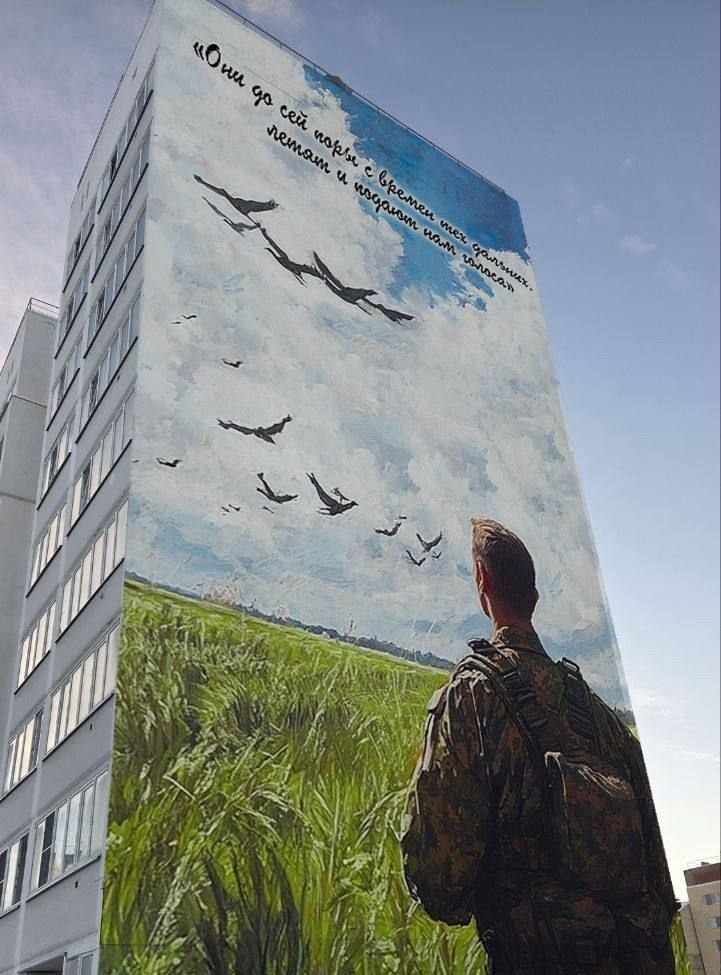 «Они до сей поры с времен тех дальних,
летят и подают нам голоса»